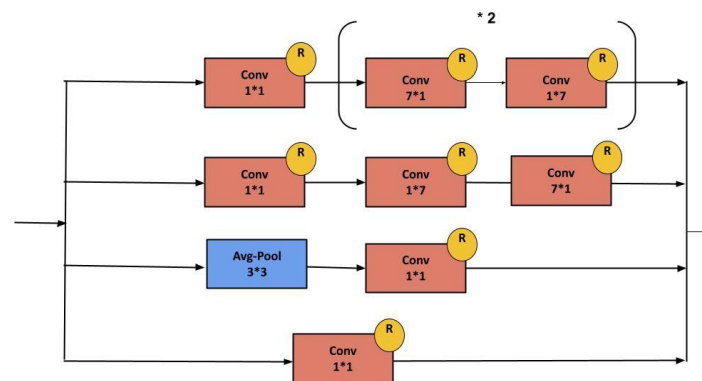 * 2
R
Conv
1*1
R
Conv
7*1
R
Conv
1*7
R
Conv
1*1
R
Conv
1*7
R
Conv
7*1
Avg-Pool
3*3
R
Conv
1*1
R
Conv
1*1